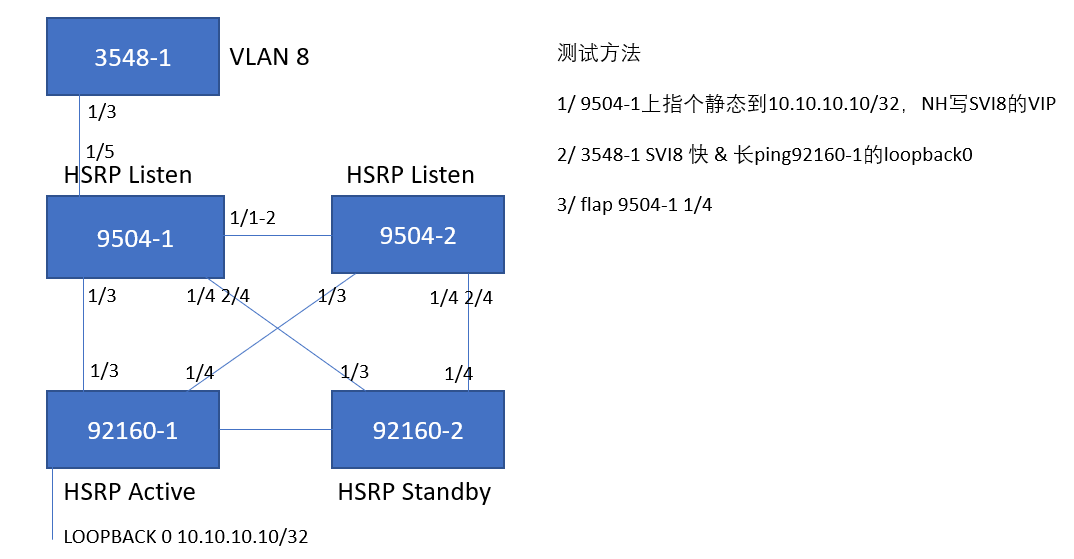 3548-1
VLAN 8
1/3
1/5
HSRP Listen
HSRP Listen
9504-1
1/1-2
9504-2
1/3
1/4 2/4
1/3
1/4 2/4
1/3
1/4
1/3
1/4
92160-1
92160-2
HSRP Active
HSRP Standby
LOOPBACK 0 10.10.10.10/32
测试方法
1/ 9504-1上指个静态到10.10.10.10/32，NH写SVI8的VIP
2/ 3548-1 SVI8 快 & 长ping92160-1的loopback0
3/ flap 9504-1 1/4